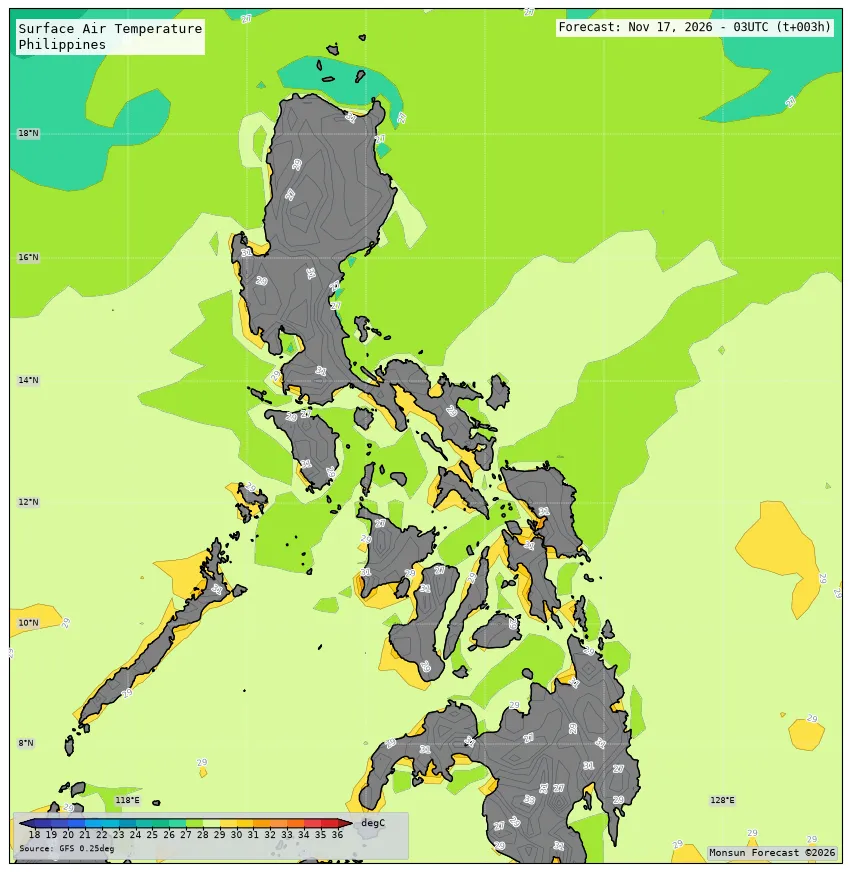 Surface Air Temperature
Philippines
Forecast: Nov 17, 2026 - 03UTC (t+003h)
18°N
16°N
14°N
12°N
10°N
8°N
118°E
128°E
18 19 20 21 22 23 24 25 26 27 28 29 30 31 32 33 34 35 36 degC
Source: GFS 0.25deg
Monsun Forecast ©2026